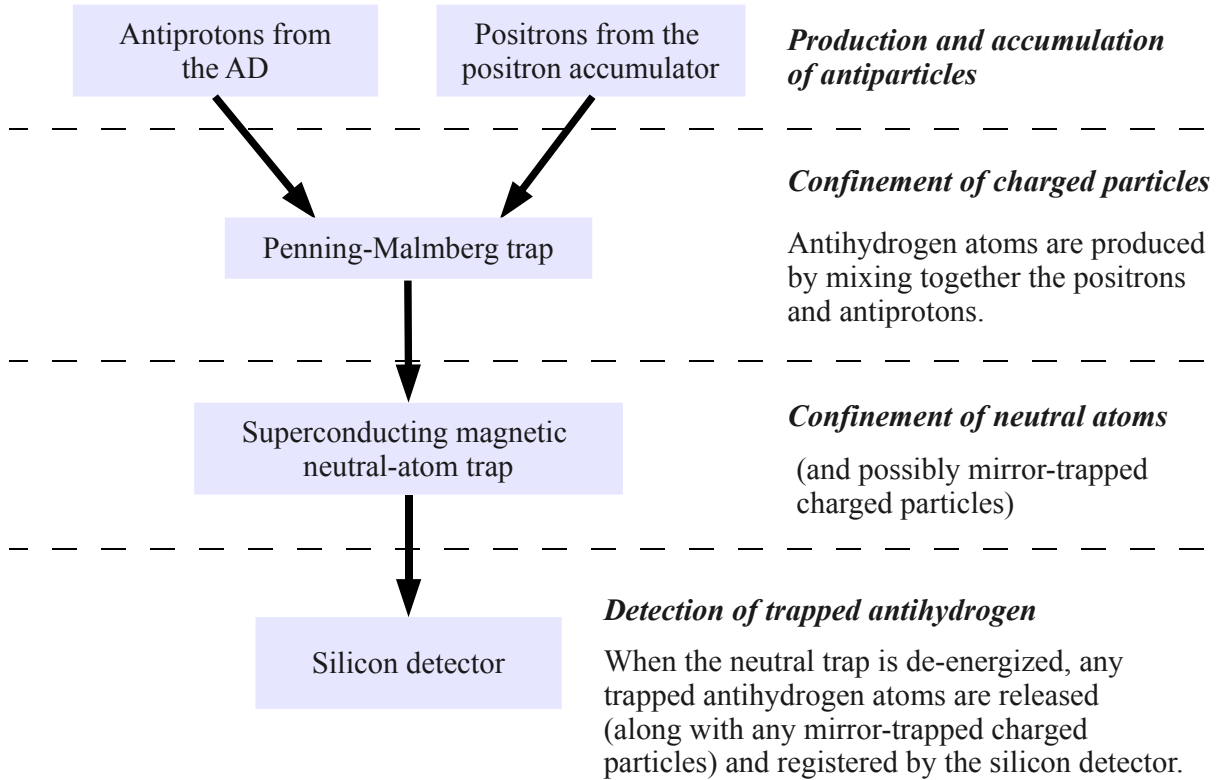 Antiprotons from
the AD
Positrons from the
positron accumulator
Production and accumulation
of antiparticles
Confinement of charged particles
Penning-Malmberg trap
Antihydrogen atoms are produced
by mixing together the positrons
and antiprotons.
Superconducting magnetic
neutral-atom trap
Confinement of neutral atoms
(and possibly mirror-trapped
charged particles)
Silicon detector
Detection of trapped antihydrogen
When the neutral trap is de-energized, any
trapped antihydrogen atoms are released
(along with any mirror-trapped charged
particles) and registered by the silicon detector.